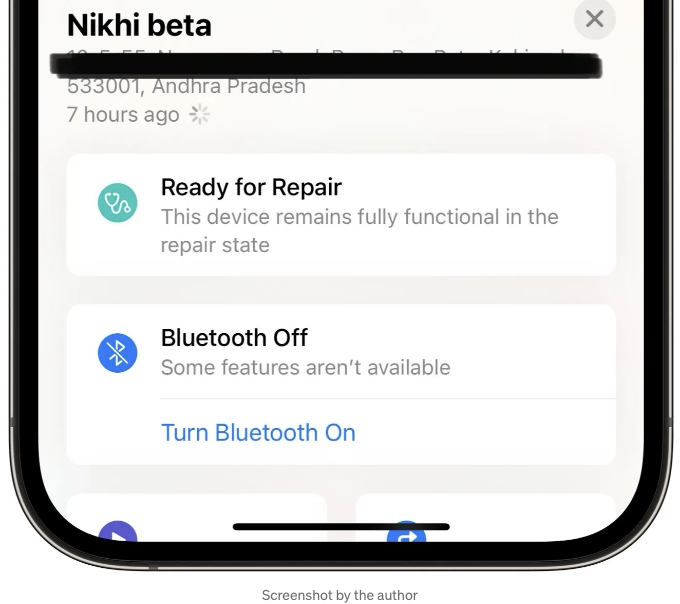 Nikhi beta
533001, Andhra Pradesh
7 hours ago
Ready for Repair
This device remains fully functional in the
repair state
Bluetooth Off
Some features aren’t available
Turn Bluetooth On
Screenshot by the author